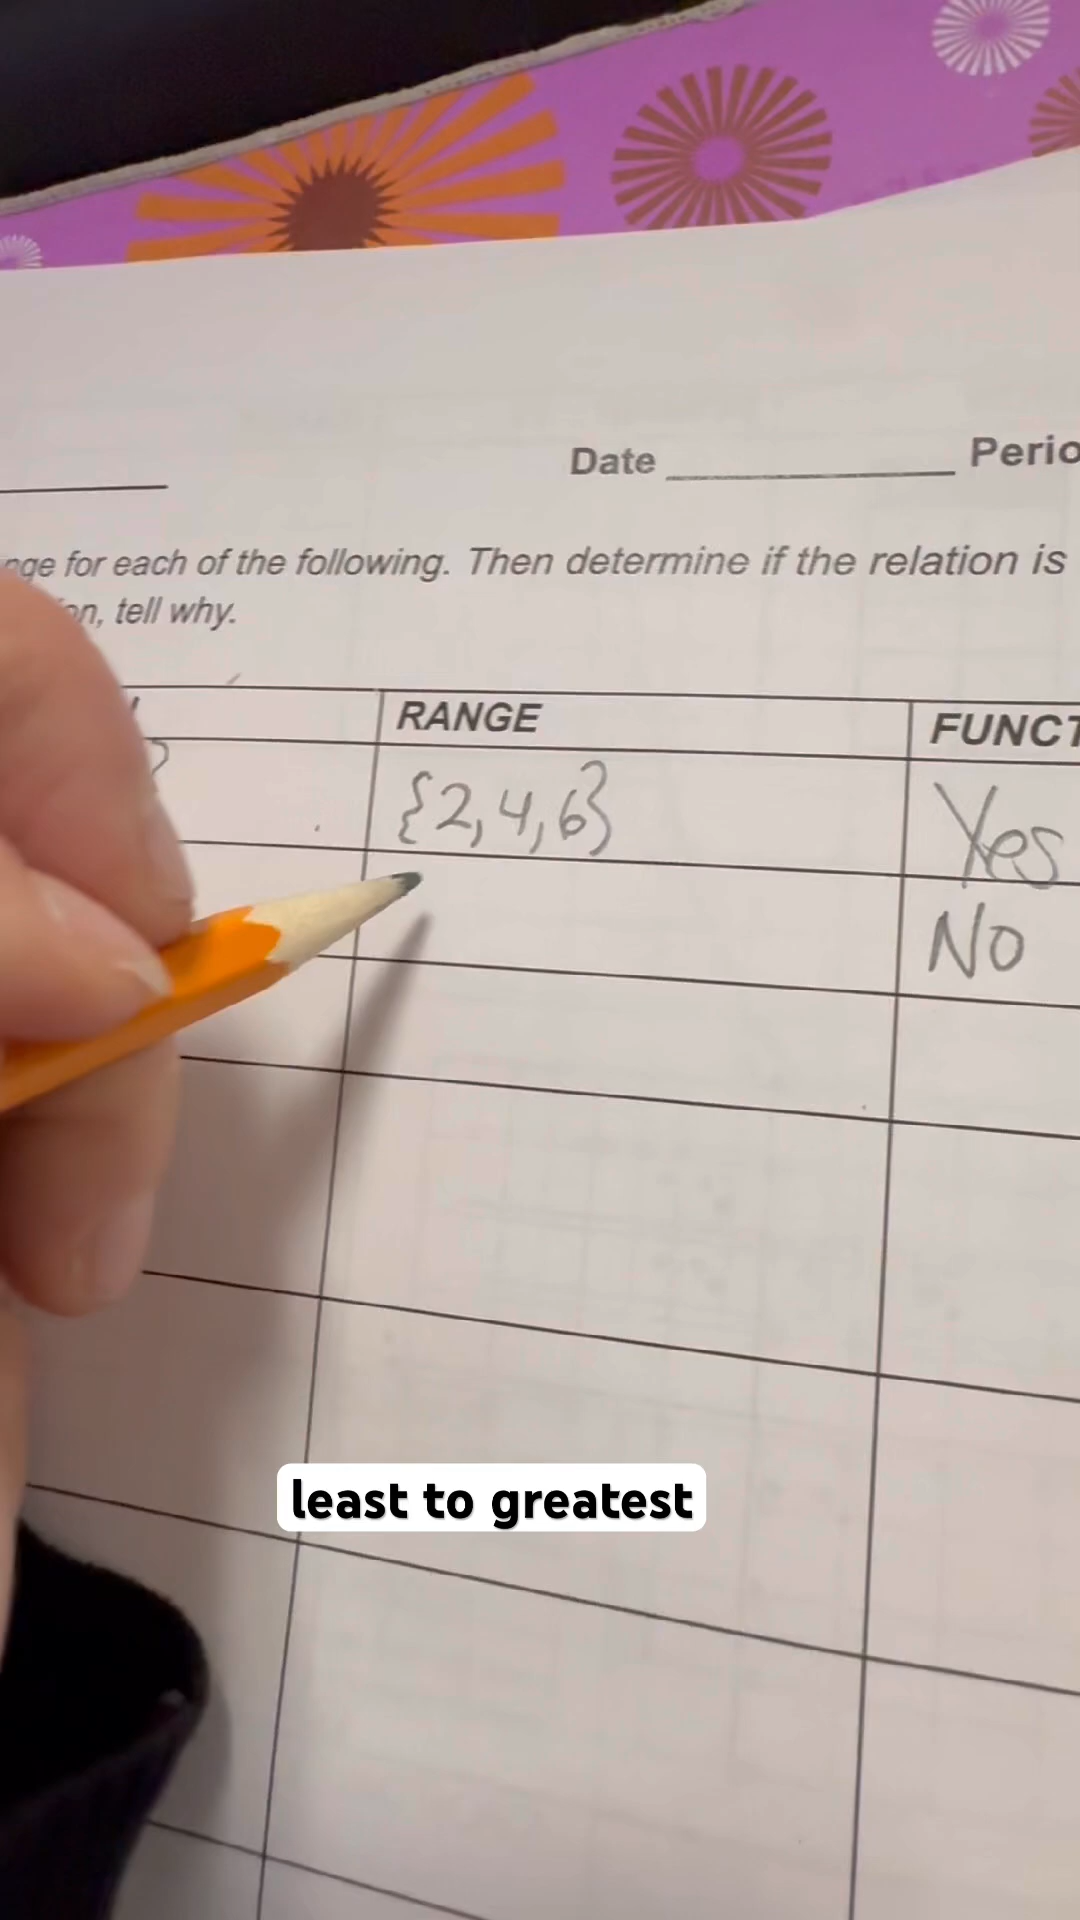 Date ____________ Perio
nge for each of the following. Then determine if the relation is
on, tell why.
RANGE FUNCT
{2,4,6} Yes
No
least to greatest